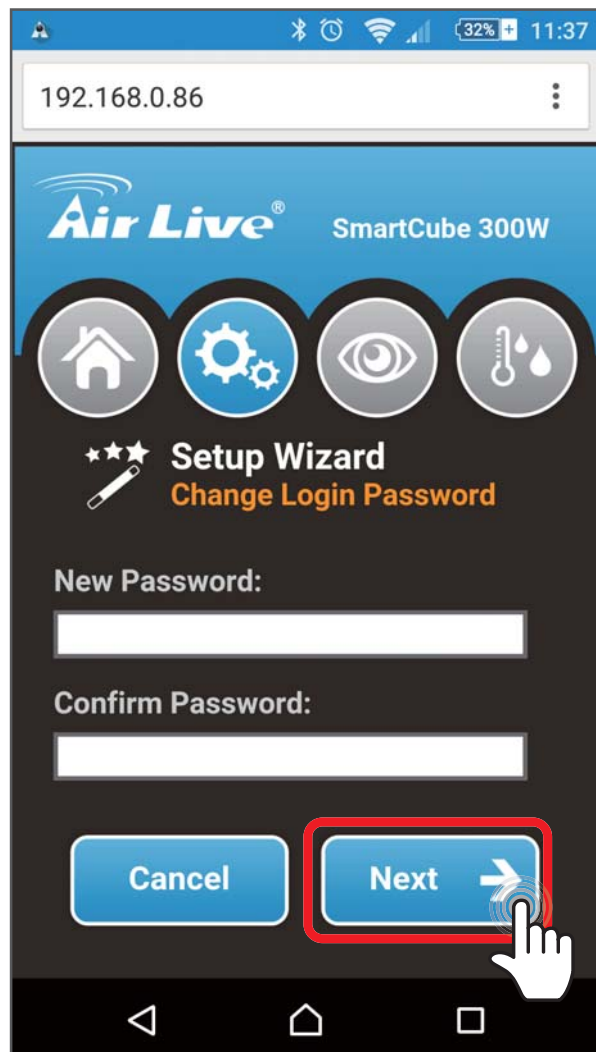 32% 11:37
192.168.0.86
Air Live® SmartCube 300W
Setup Wizard
Change Login Password
New Password:
Confirm Password:
Cancel Next